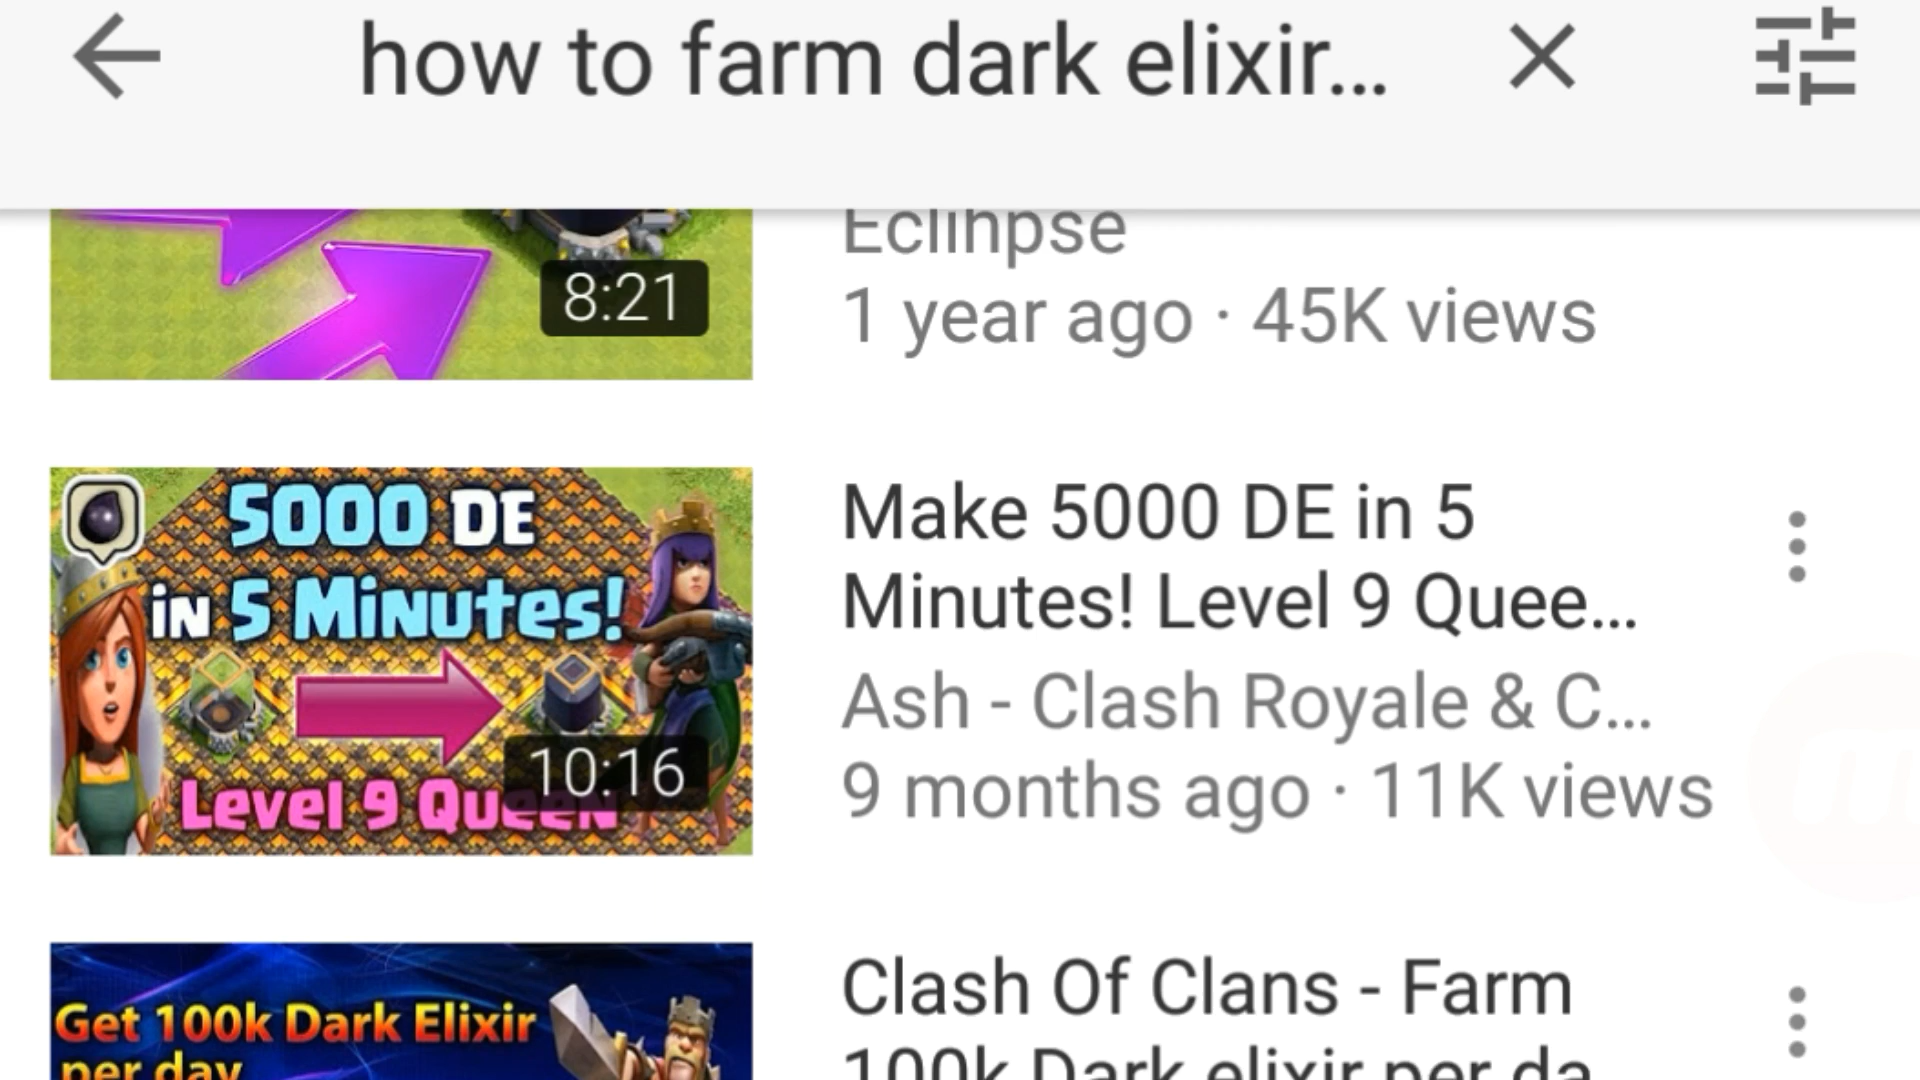 how to farm dark elixir...
8:21
Eclihpse
1 year ago · 45K views
5000 DE
in 5 Minutes!
Level 9 Queen
10:16
Make 5000 DE in 5
Minutes! Level 9 Quee...
Ash - Clash Royale & C...
9 months ago · 11K views
Get 100k Dark Elixir
per day
Clash Of Clans - Farm
100k Dark elixir per da...